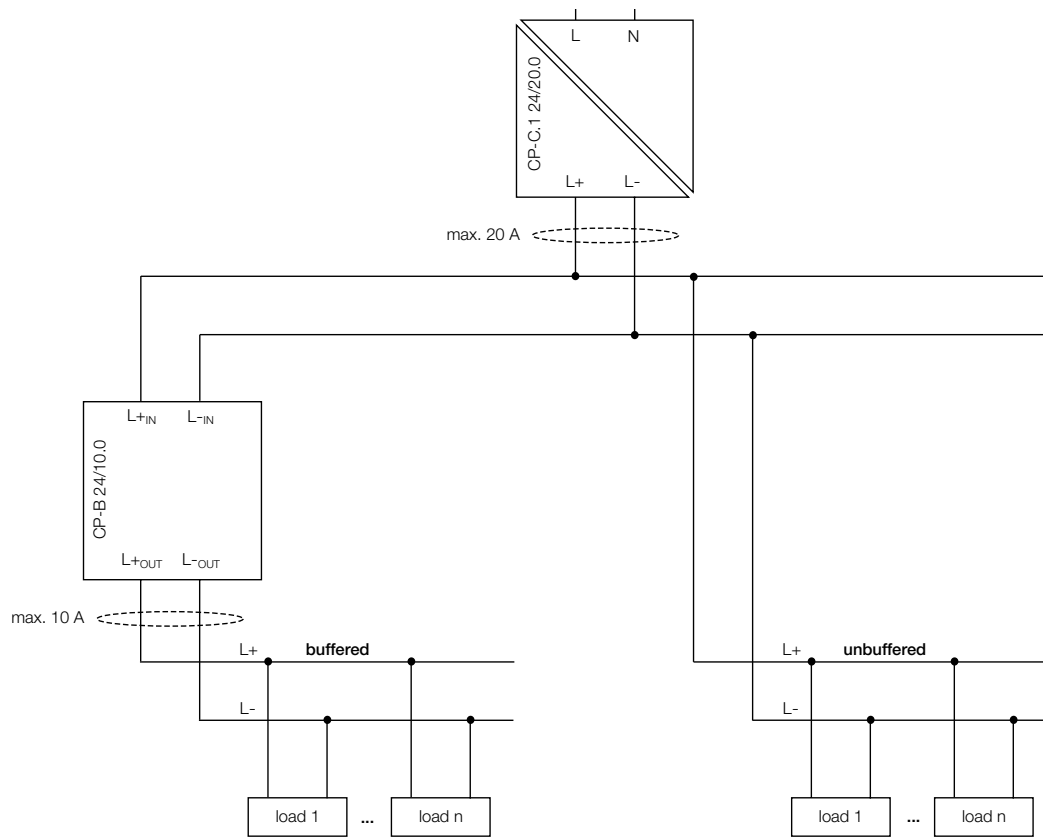 L N
CP-C.1 24/20.0
L+ L-
max. 20 A
L+IN L-IN
CP-B 24/10.0
L+OUT L-OUT
max. 10 A
L+ buffered
L-
load 1 ... load n
L+ unbuffered
L-
load 1 ... load n